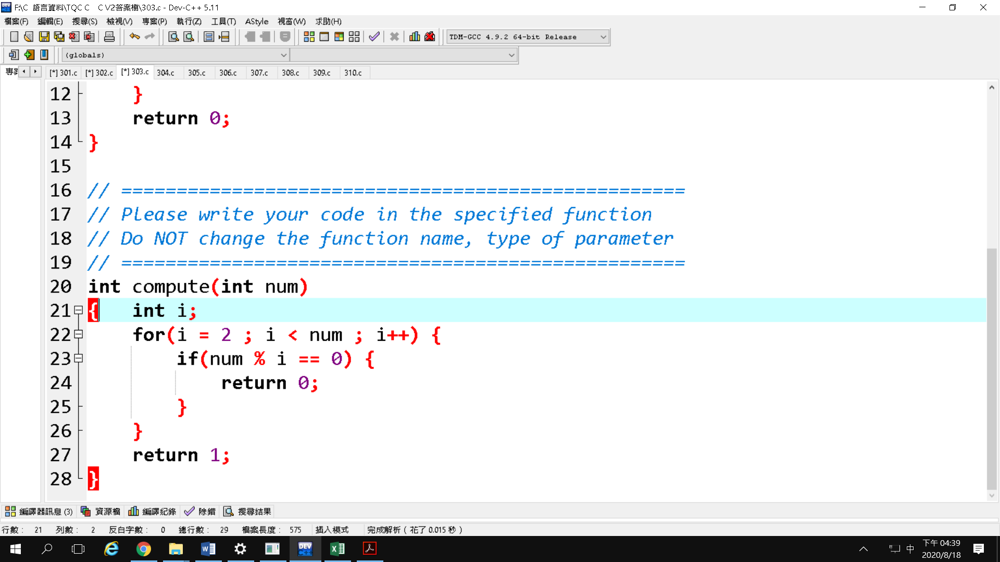 F:\C 語言資料\TQC C    C V2答案檔\303.c - Dev-C++ 5.11
檔案(F) 編輯(E) 搜尋(S) 檢視(V) 專案(P) 執行(Z) 工具(T) AStyle 視窗(W) 求助(H)
TDM-GCC 4.9.2 64-bit Release
(globals)
[*] 301.c [*] 302.c [*] 303.c 304.c 305.c 306.c 307.c 308.c 309.c 310.c
12 }
13 return 0;
14 }
15
16 // ===================================================
17 // Please write your code in the specified function
18 // Do NOT change the function name, type of parameter
19 // ===================================================
20 int compute(int num)
21 { int i;
22 for(i = 2 ; i < num ; i++) {
23 if(num % i == 0) {
24 return 0;
25 }
26 }
27 return 1;
28 }
編譯器訊息 (3) 資源檔 編譯紀錄 除錯 搜尋結果
行數: 21 列數: 2 反白字數: 0 總行數: 29 檔案長度: 575 插入模式 完成解析 ( 花了 0.015 秒 )
中 下午 04:39
2020/8/18